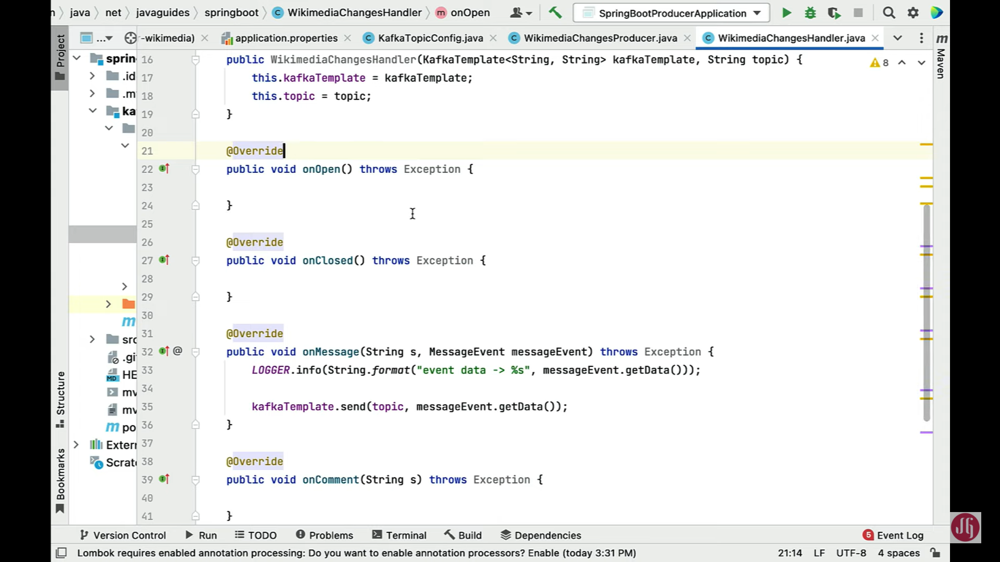 java net javaguides springboot WikimediaChangesHandler onOpen SpringBootProducerApplication
-wikimedia) application.properties KafkaTopicConfig.java WikimediaChangesProducer.java WikimediaChangesHandler.java
Project
Structure
Bookmarks
Maven
sprin
.id
.m
ka
src
.gi
HE
mv
mv
po
Exter
Scrat
8
16 public WikimediaChangesHandler(KafkaTemplate<String, String> kafkaTemplate, String topic) {
17 this.kafkaTemplate = kafkaTemplate;
18 this.topic = topic;
19 }
20
21 @Override
22 public void onOpen() throws Exception {
23
24 }
25
26 @Override
27 public void onClosed() throws Exception {
28
29 }
30
31 @Override
32 @ public void onMessage(String s, MessageEvent messageEvent) throws Exception {
33 LOGGER.info(String.format("event data -> %s", messageEvent.getData()));
34
35 kafkaTemplate.send(topic, messageEvent.getData());
36 }
37
38 @Override
39 public void onComment(String s) throws Exception {
40
41 }
Version Control Run TODO Problems Terminal Build Dependencies 5 Event Log
Lombok requires enabled annotation processing: Do you want to enable annotation processors? Enable (today 3:31 PM) 21:14 LF UTF-8 4 spaces
JG